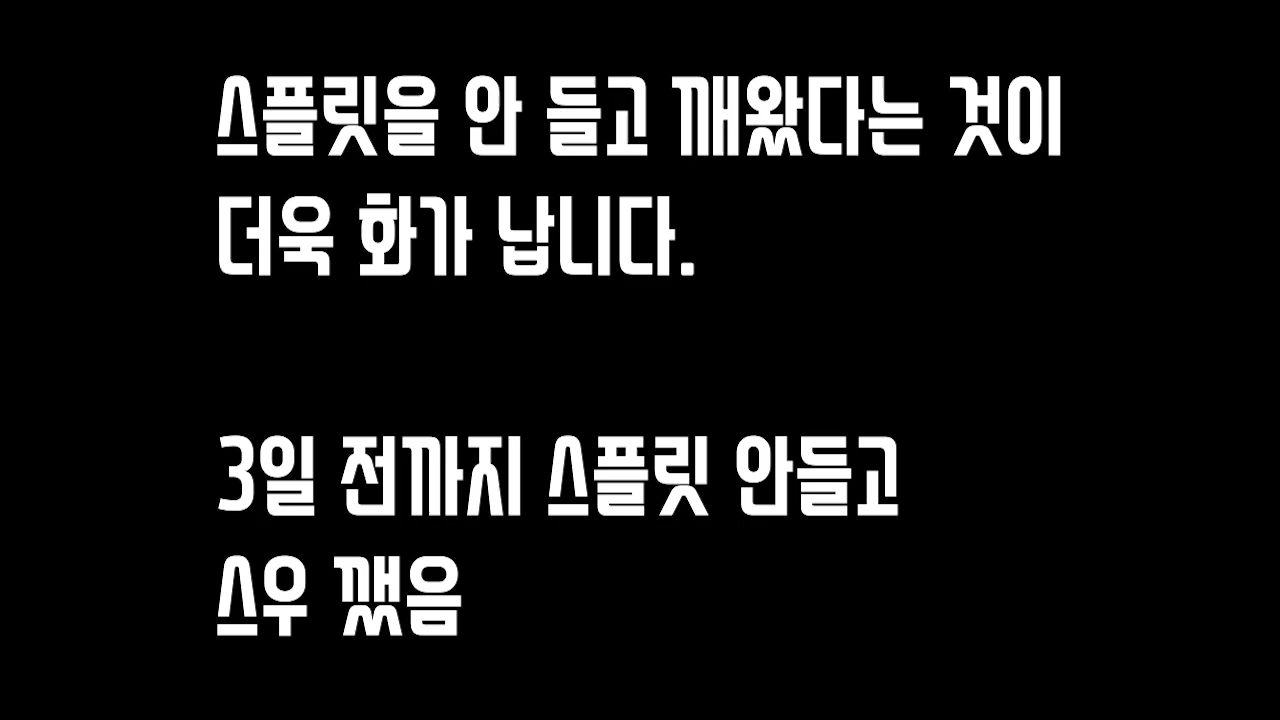 스플릿을 안 들고 깨왔다는 것이
더욱 화가 납니다.
3일 전까지 스플릿 안들고
스우 깼음